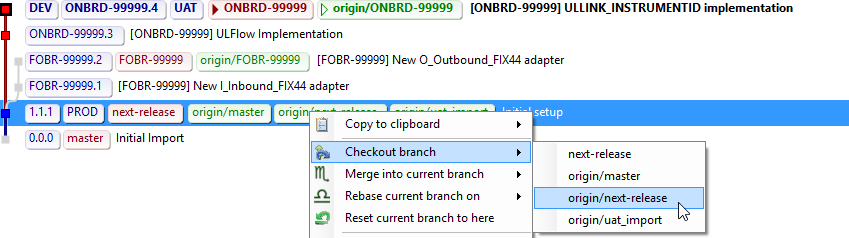 DEV ONBRD-99999.4 UAT ONBRD-99999 origin/ONBRD-99999 [ONBRD-99999] ULLINK_INSTRUMENTID implementation
ONBRD-99999.3 [ONBRD-99999] ULFlow Implementation
FOBR-99999.2 FOBR-99999 origin/FOBR-99999 [FOBR-99999] New O_Outbound_FIX44 adapter
FOBR-99999.1 [FOBR-99999] New I_Inbound_FIX44 adapter
1.1.1 PROD next-release origin/master origin/next-release origin/uat_import Initial setup
0.0.0 master Initial Import
Copy to clipboard
Checkout branch
Merge into current branch
Rebase current branch on
Reset current branch to here
next-release
origin/master
origin/next-release
origin/uat_import